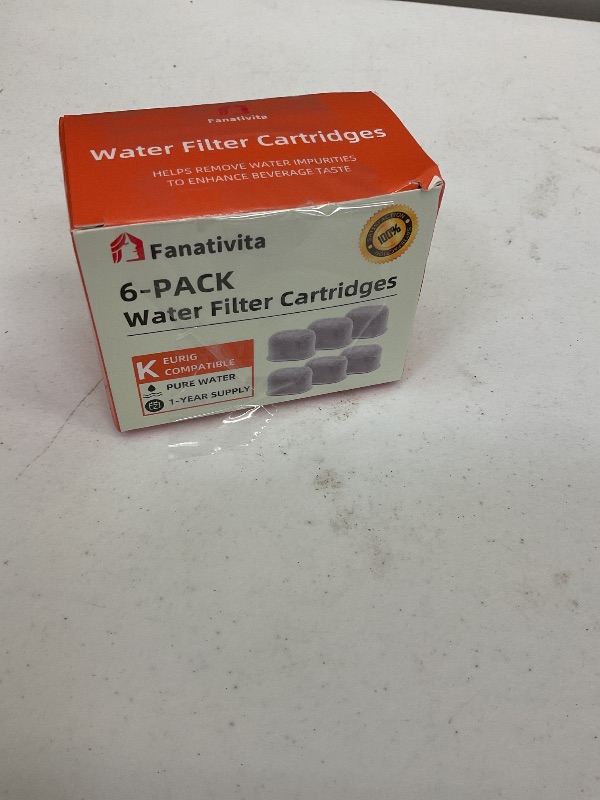 Fanativita
Water Filter Cartridges
HELPS REMOVE WATER IMPURITIES
TO ENHANCE BEVERAGE TASTE
Fanativita
100%
6-PACK
Water Filter Cartridges
K EURIG
COMPATIBLE
PURE WATER
1-YEAR SUPPLY